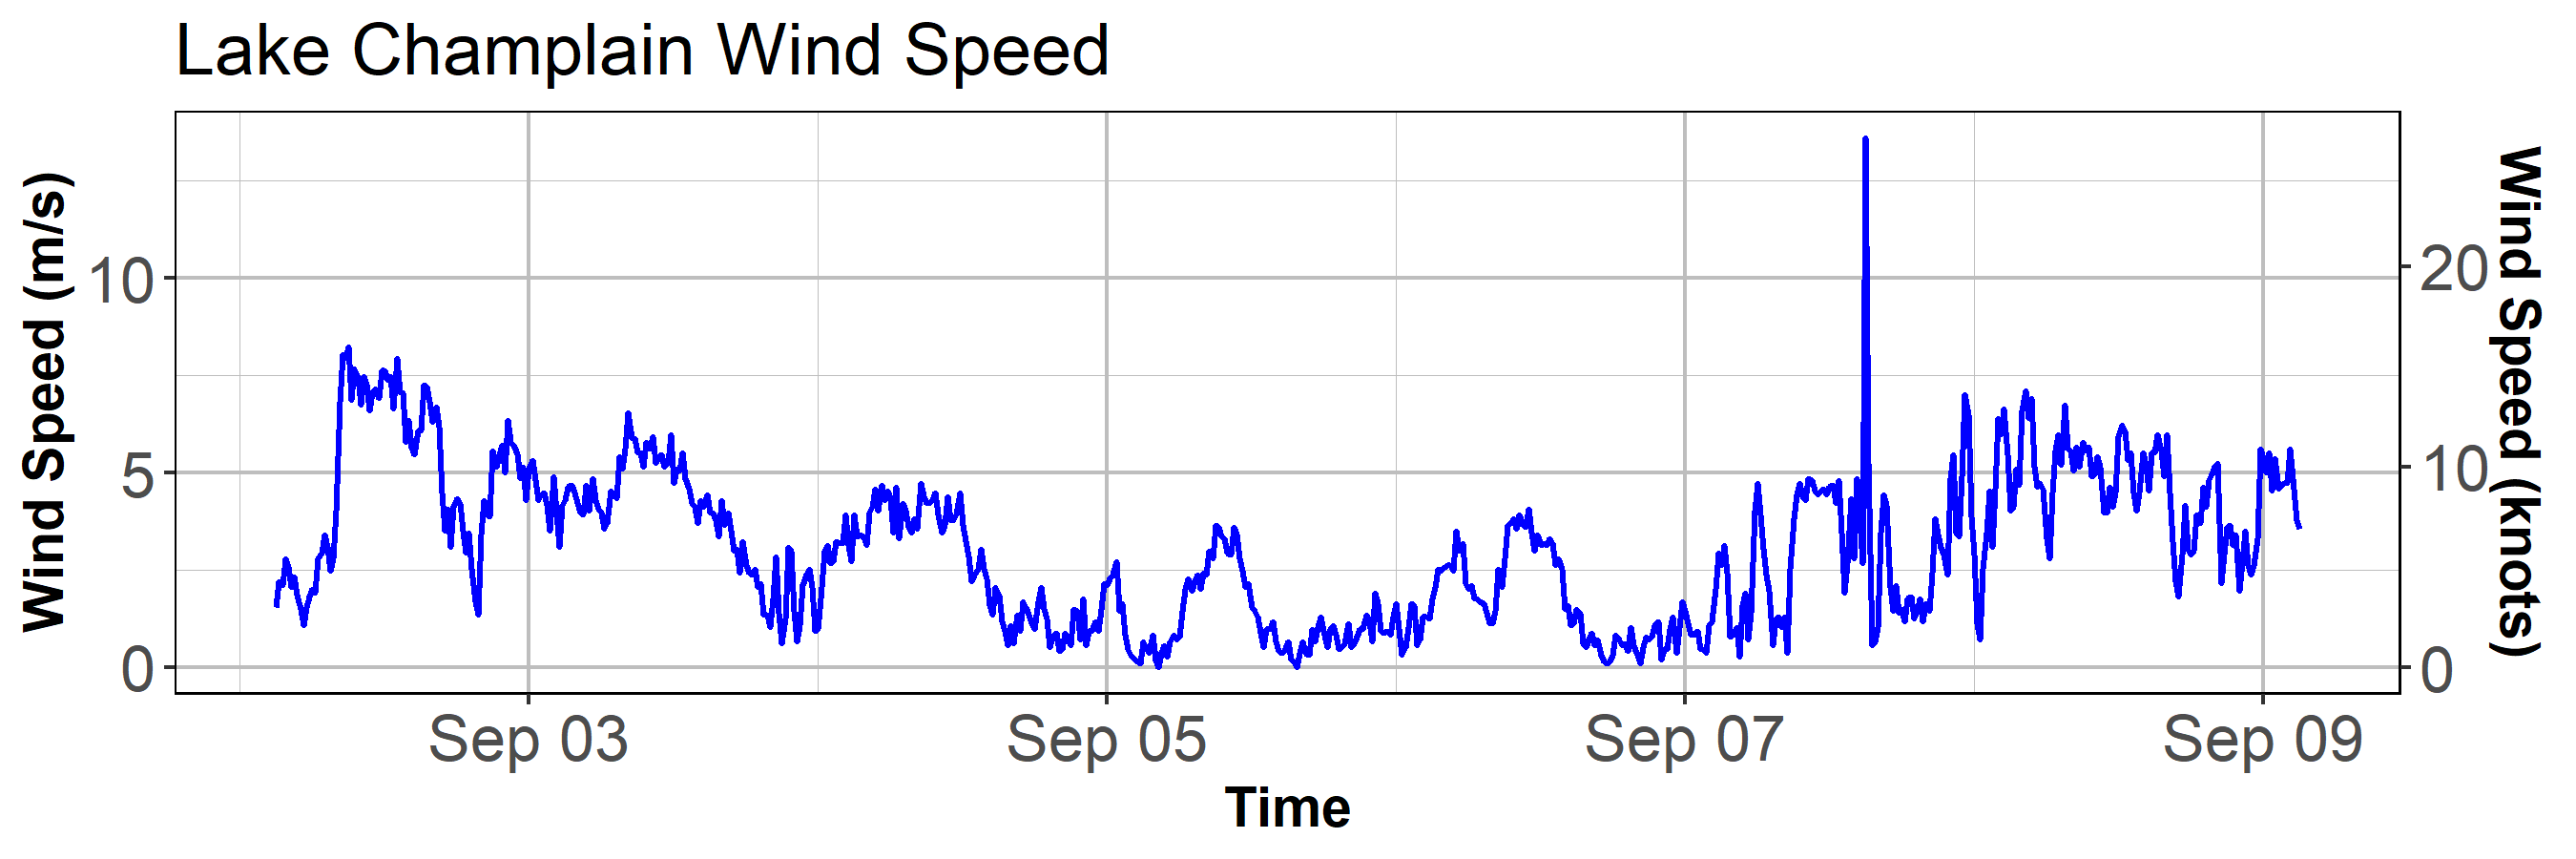 Lake Champlain Wind Speed
Wind Speed (m/s)
10
5
0
20
10
0
Wind Speed (knots)
Sep 03
Sep 05
Sep 07
Sep 09
Time